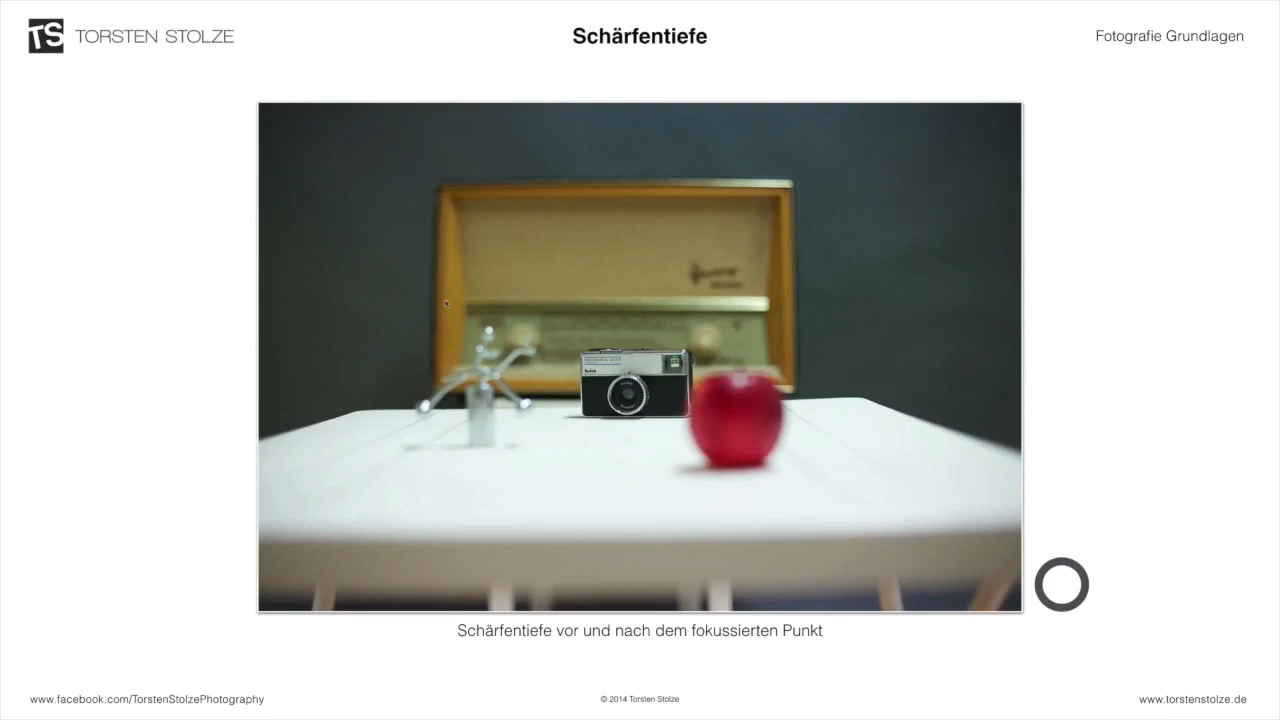 TS TORSTEN STOLZE
Schärfentiefe
Fotografie Grundlagen
Kodak
Schärfentiefe vor und nach dem fokussierten Punkt
www.facebook.com/TorstenStolzePhotography
© 2014 Torsten Stolze
www.torstenstolze.de